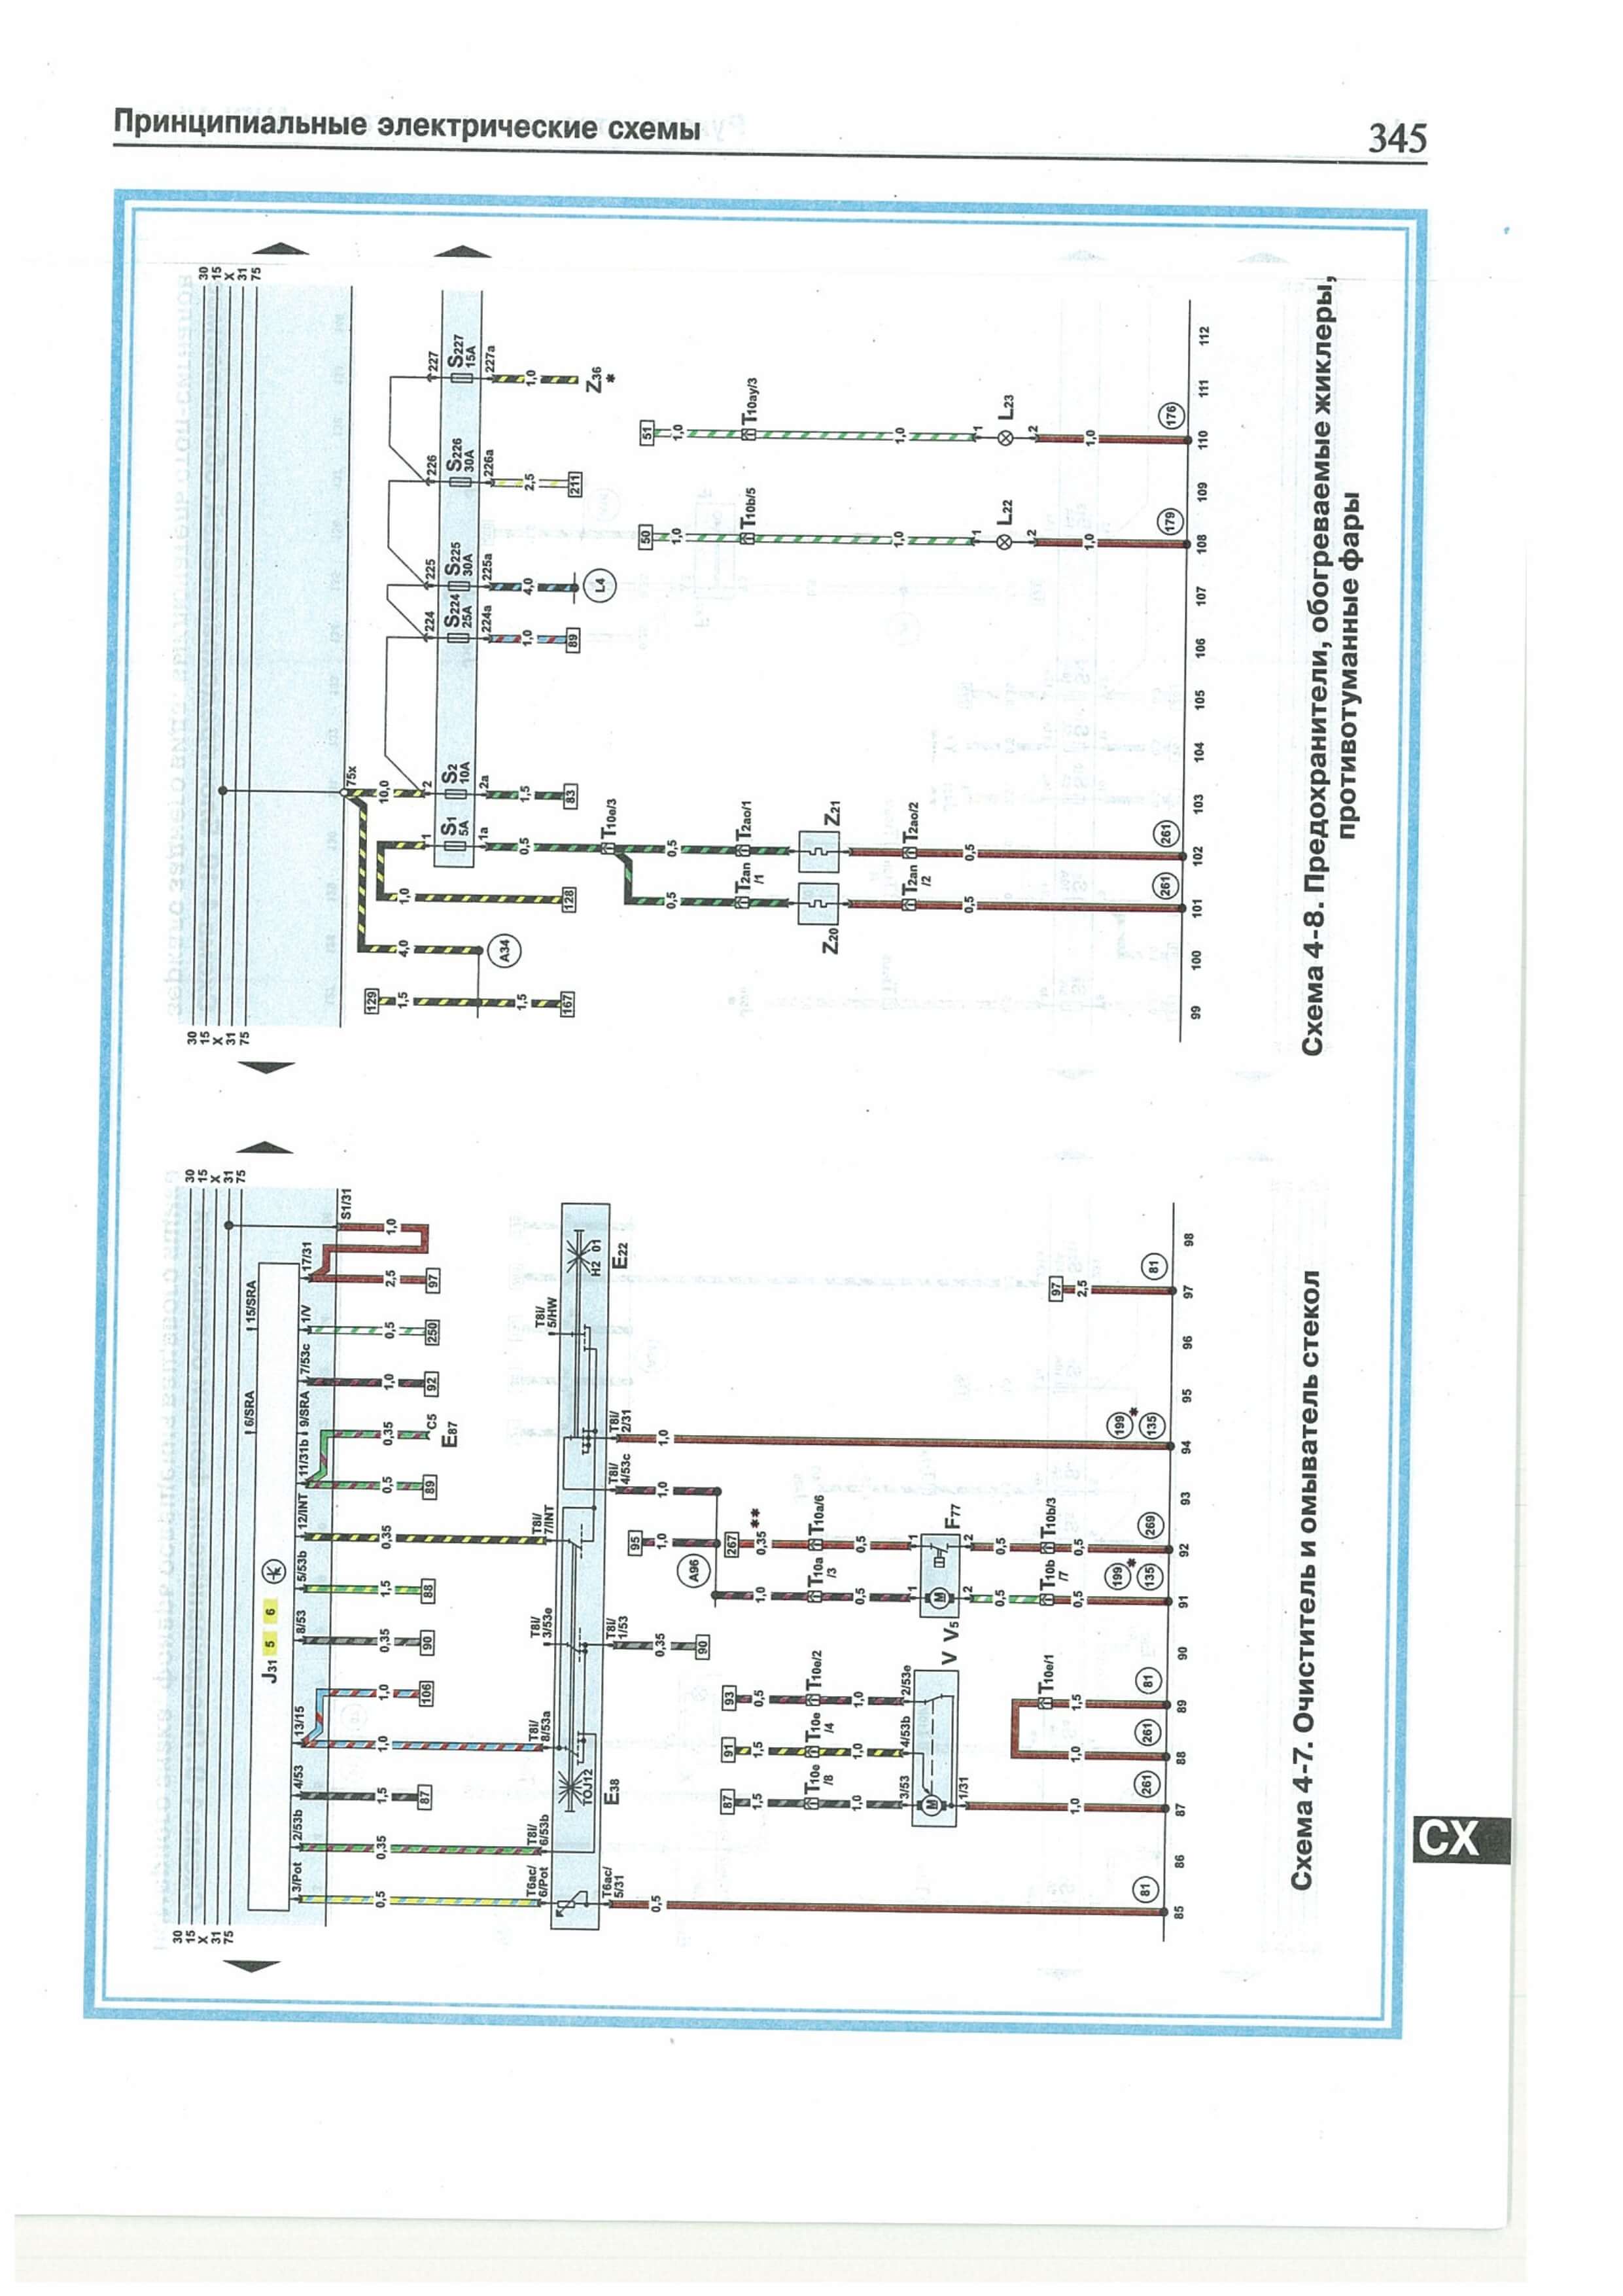 Принципиальные электрические схемы
345
30
15
X
31
75
3/Pot
2/53b
4/53
13/15
8/53
5/53b
12/INT
11/31b
9/SRA
7/53c
1/V
17/31
6/SRA
15/SRA
S1/31
J31 5 6
0,5
0,35
1,5
1,0
1,0
0,35
1,5
0,35
0,5
0,35
1,0
0,5
2,5
1,0
87
106
90
88
89
C5
E87
92
250
97
T6ac/
6/Pot
T8i/
6/53b
T8i/
8/53a
T8i/
3/53e
T8i/
7/INT
T8i/
5/HW
TOJ12
E38
H2 01
E22
T6ac/
5/31
T8i/
1/53
T8i/
4/53c
T8i/
2/31
0,5
0,35
90
1,0
1,0
95
1,0
A96
87
1,5
T10e
/8
1,0
3/53
91
1,5
T10e
/4
1,0
4/53b
93
0,5
T10e/2
1,0
2/53e
M
1/31
V
V5
1,0
T10a
/3
0,5
1
M
2
0,5
T10b
/7
0,5
267
0,35
**
T10a/6
0,5
1
F77
2
0,5
T10b/3
0,5
1,0
1,0
T10e/1
1,5
97
2,5
81
261
261
81
199
*
135
269
199
*
135
81
85
86
87
88
89
90
91
92
93
94
95
96
97
98
30
15
X
31
75
Схема 4-7. Очиститель и омыватель стекол
30
15
X
31
75
75x
129
1,5
1,5
167
4,0
A34
1,0
128
10,0
1
S1
5A
1a
2
S2
10A
2a
224
S224
25A
224a
225
S225
30A
225a
226
S226
30A
226a
227
S227
15A
227a
0,5
1,5
83
1,0
89
4,0
L4
2,5
211
1,0
Z36
*
T10e/3
0,5
0,5
T2an
/1
T2ao/1
Z20
Z21
T2an
/2
T2ao/2
0,5
0,5
50
1,0
T10b/5
1,0
1
L22
2
1,0
51
1,0
T10ay/3
1,0
1
L23
2
1,0
261
261
179
176
99
100
101
102
103
104
105
106
107
108
109
110
111
112
30
15
X
31
75
Схема 4-8. Предохранители, обогреваемые жиклеры,
противотуманные фары
СХ